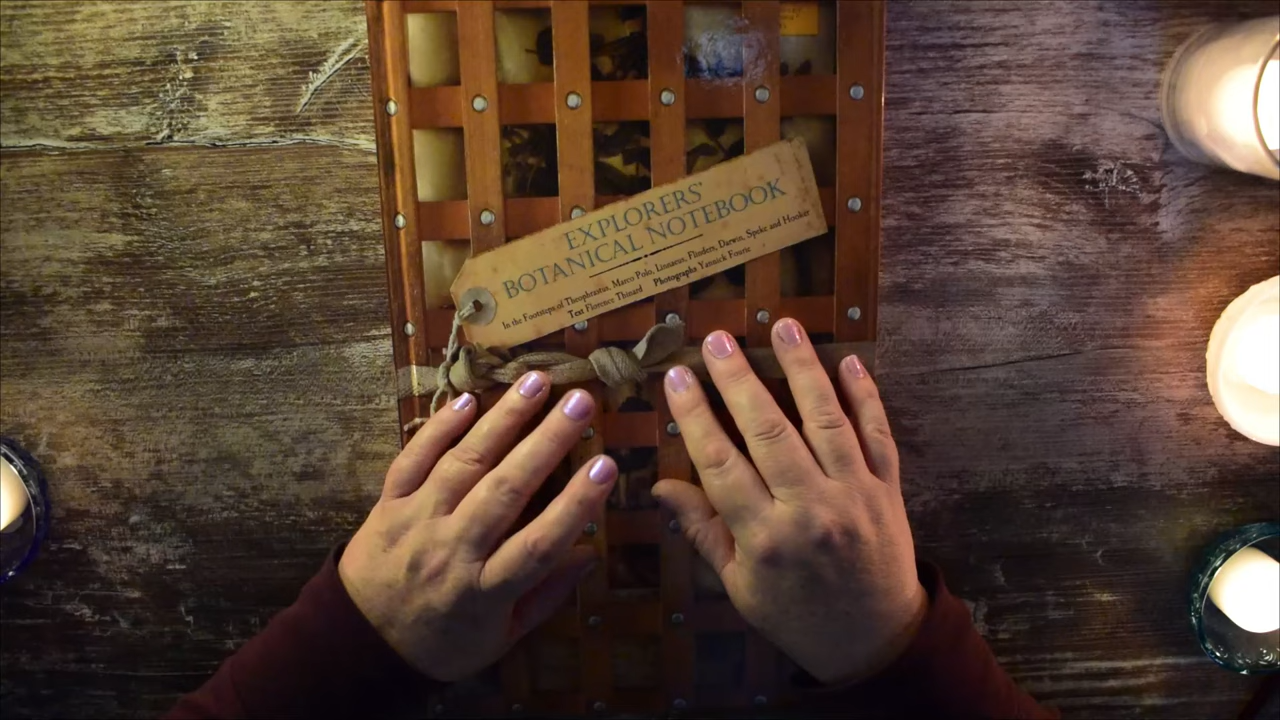 EXPLORERS'
BOTANICAL NOTEBOOK
In the Footsteps of Theophrastus, Marco Polo, Linnaeus, Flinders, Darwin, Speke and Hooker
Text Florence Thinard Photographs Yannick Fourié